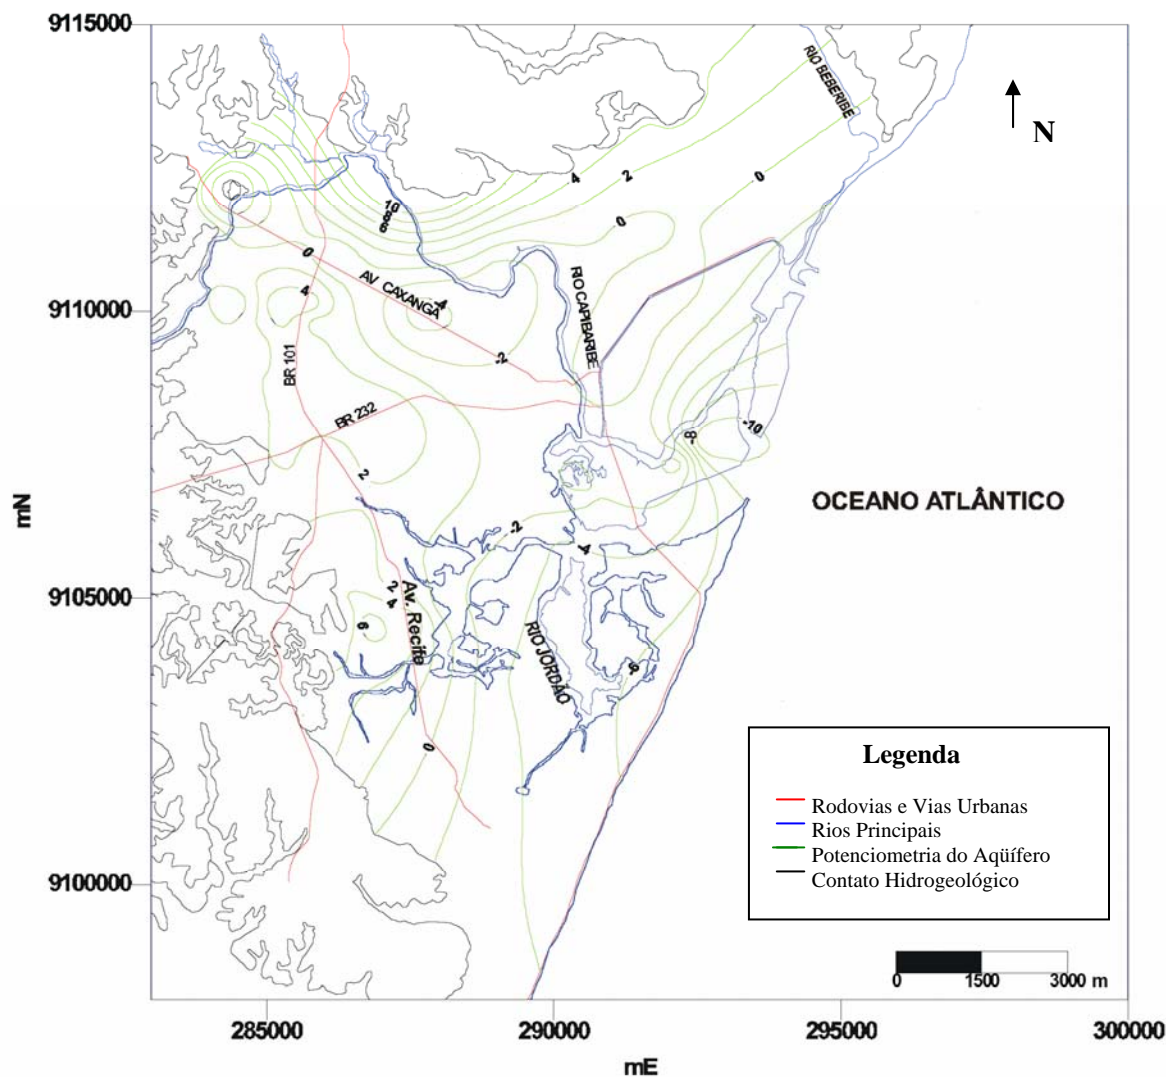 9115000
RIO BEBERIBE
N
4
2
0
10
8
6
0
0
AV. CAXANGA
4
-4
RIO CAPIBARIBE
9110000
BR 101
-2
BR 232
-10
-8
2
mN
OCEANO ATLÂNTICO
-2
-4
9105000
2
4
Av. Recife
6
RIO JORDÃO
0
Legenda
Rodovias e Vias Urbanas
Rios Principais
Potenciometria do Aqüífero
Contato Hidrogeológico
9100000
0
1500
3000 m
285000
290000
295000
300000
mE